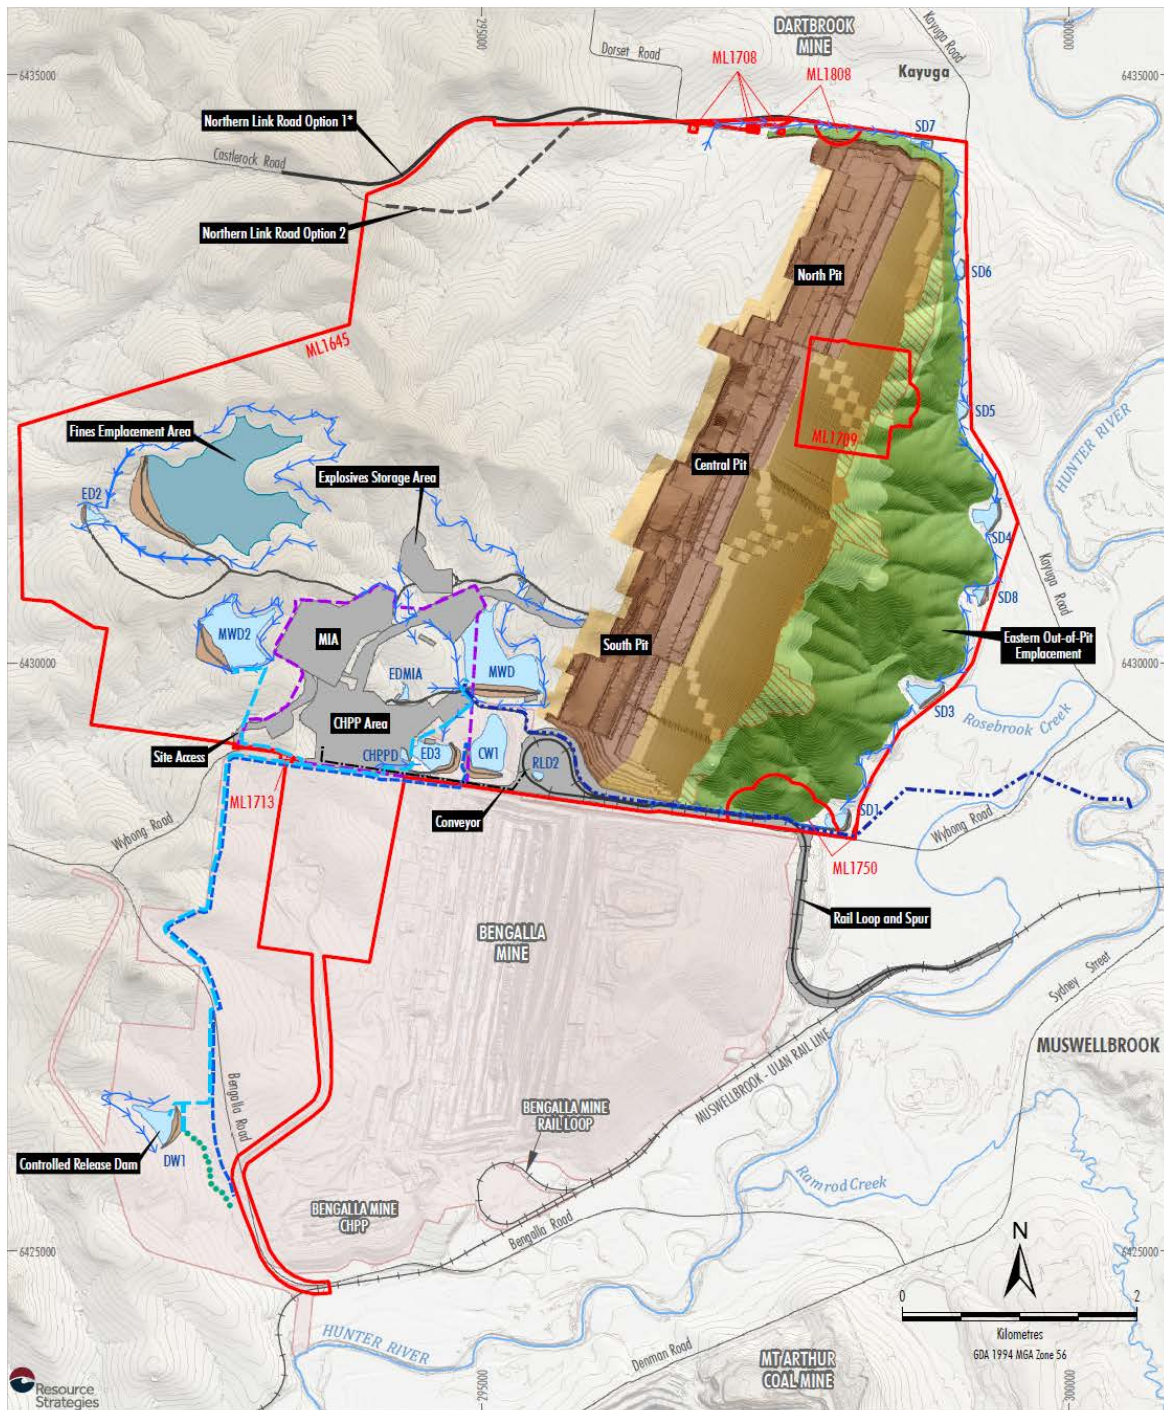 295000
300000
DARTBROOK
MINE
Kayuga Road
Dorset Road
ML1708
ML1808
Kayuga
6435000
6435000
Northern Link Road Option 1*
SD7
Castlerock Road
Northern Link Road Option 2
North Pit
SD6
ML1645
HUNTER RIVER
SD5
Fines Emplacement Area
ML1709
Central Pit
Explosives Storage Area
ED2
SD4
Kayuga Road
SD8
MWD2
MIA
South Pit
Eastern Out-of-Pit
Emplacement
6430000
6430000
EDMIA
MWD
SD3
Rosebrook Creek
CHPP Area
Site Access
CHPPD
ED3
CW1
RLD2
ML1713
Conveyor
SD1
Wybong Road
Wybong Road
ML1750
Rail Loop and Spur
BENGALLA
MINE
Sydney Street
MUSWELLBROOK
MUSWELLBROOK - ULAN RAIL LINE
Bengalla Road
BENGALLA MINE
RAIL LOOP
Controlled Release Dam
DW1
Ramrod Creek
BENGALLA MINE
CHPP
Bengalla Road
6425000
6425000
N
0
2
Kilometres
GDA 1994 MGA Zone 56
HUNTER RIVER
Denman Road
MT ARTHUR
COAL MINE
Resource
Strategies
295000
300000